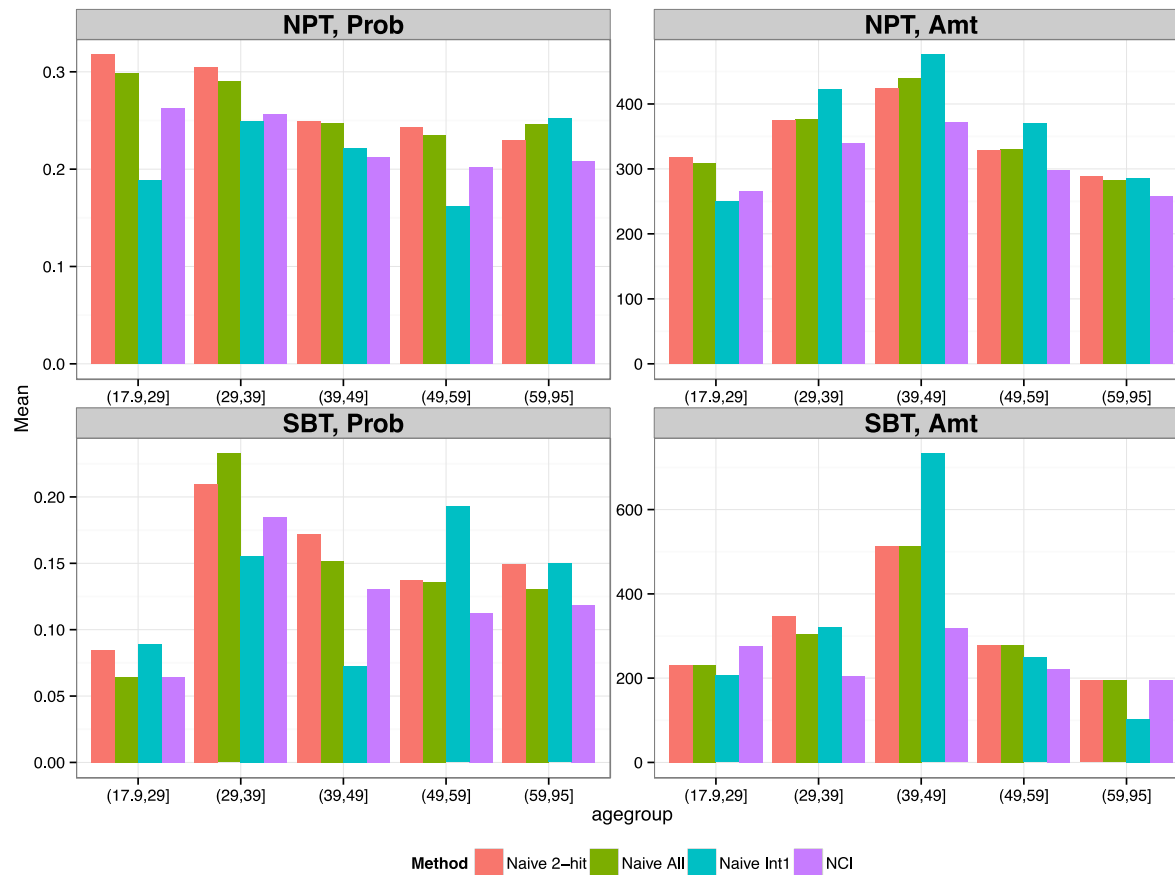 NPT, Prob
NPT, Amt
0.3
0.2
0.1
0.0
400
300
200
100
0
(17.9,29] (29,39] (39,49] (49,59] (59,95]
(17.9,29] (29,39] (39,49] (49,59] (59,95]
Mean
SBT, Prob
SBT, Amt
0.20
0.15
0.10
0.05
0.00
600
400
200
0
(17.9,29] (29,39] (39,49] (49,59] (59,95]
(17.9,29] (29,39] (39,49] (49,59] (59,95]
agegroup
Method Naive 2−hit Naive All Naive Int1 NCI